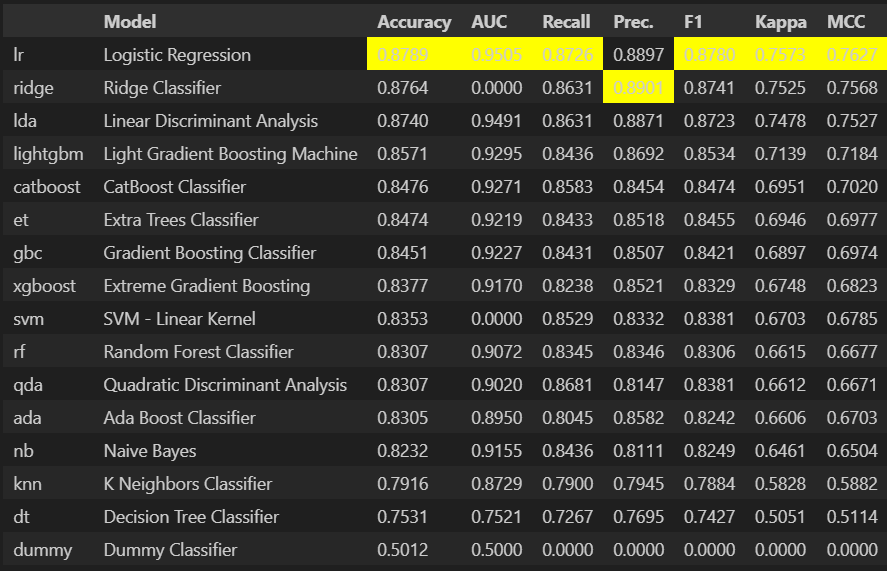 Model Accuracy AUC Recall Prec. F1 Kappa MCC
lr Logistic Regression 0.8789 0.9505 0.8726 0.8897 0.8780 0.7573 0.7627
ridge Ridge Classifier 0.8764 0.0000 0.8631 0.8901 0.8741 0.7525 0.7568
lda Linear Discriminant Analysis 0.8740 0.9491 0.8631 0.8871 0.8723 0.7478 0.7527
lightgbm Light Gradient Boosting Machine 0.8571 0.9295 0.8436 0.8692 0.8534 0.7139 0.7184
catboost CatBoost Classifier 0.8476 0.9271 0.8583 0.8454 0.8474 0.6951 0.7020
et Extra Trees Classifier 0.8474 0.9219 0.8433 0.8518 0.8455 0.6946 0.6977
gbc Gradient Boosting Classifier 0.8451 0.9227 0.8431 0.8507 0.8421 0.6897 0.6974
xgboost Extreme Gradient Boosting 0.8377 0.9170 0.8238 0.8521 0.8329 0.6748 0.6823
svm SVM - Linear Kernel 0.8353 0.0000 0.8529 0.8332 0.8381 0.6703 0.6785
rf Random Forest Classifier 0.8307 0.9072 0.8345 0.8346 0.8306 0.6615 0.6677
qda Quadratic Discriminant Analysis 0.8307 0.9020 0.8681 0.8147 0.8381 0.6612 0.6671
ada Ada Boost Classifier 0.8305 0.8950 0.8045 0.8582 0.8242 0.6606 0.6703
nb Naive Bayes 0.8232 0.9155 0.8436 0.8111 0.8249 0.6461 0.6504
knn K Neighbors Classifier 0.7916 0.8729 0.7900 0.7945 0.7884 0.5828 0.5882
dt Decision Tree Classifier 0.7531 0.7521 0.7267 0.7695 0.7427 0.5051 0.5114
dummy Dummy Classifier 0.5012 0.5000 0.0000 0.0000 0.0000 0.0000 0.0000